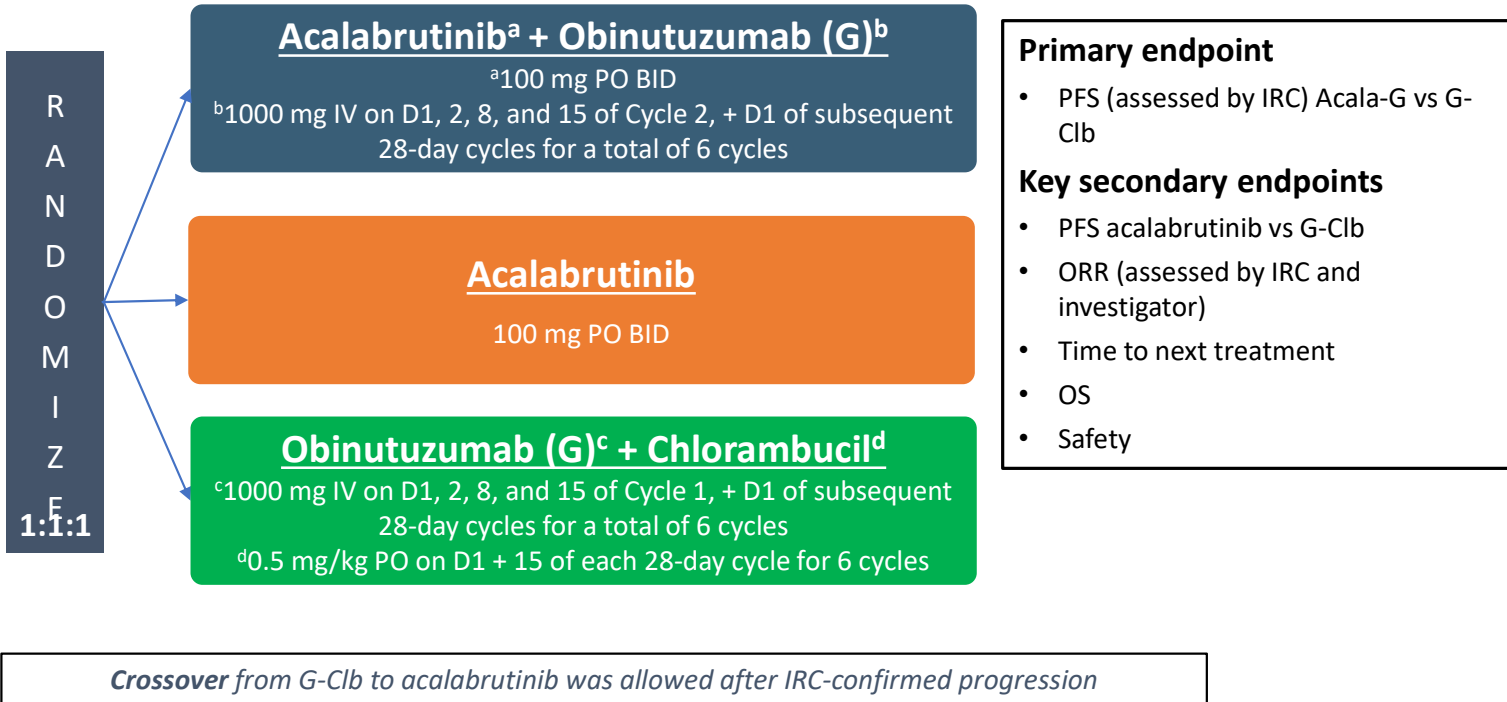 R
A
N
D
O
M
I
Z
E
1:1:1
Acalabrutinibᵃ + Obinutuzumab (G)ᵇ
ᵃ100 mg PO BID
ᵇ1000 mg IV on D1, 2, 8, and 15 of Cycle 2, + D1 of subsequent
28-day cycles for a total of 6 cycles
Acalabrutinib
100 mg PO BID
Obinutuzumab (G)ᶜ + Chlorambucilᵈ
ᶜ1000 mg IV on D1, 2, 8, and 15 of Cycle 1, + D1 of subsequent
28-day cycles for a total of 6 cycles
ᵈ0.5 mg/kg PO on D1 + 15 of each 28-day cycle for 6 cycles
Primary endpoint
• PFS (assessed by IRC) Acala-G vs G-
Clb
Key secondary endpoints
• PFS acalabrutinib vs G-Clb
• ORR (assessed by IRC and
investigator)
• Time to next treatment
• OS
• Safety
Crossover from G-Clb to acalabrutinib was allowed after IRC-confirmed progression